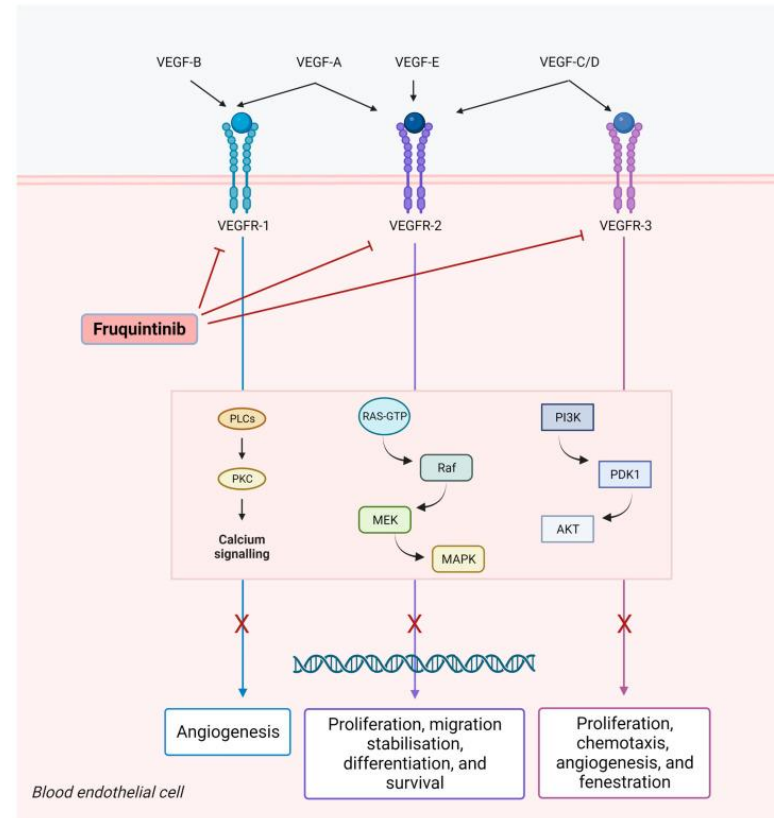 VEGF-B
VEGF-A
VEGF-E
VEGF-C/D
VEGFR-1
VEGFR-2
VEGFR-3
Fruquintinib
PLCs
PKC
Calcium
signalling
RAS-GTP
Raf
MEK
MAPK
PI3K
PDK1
AKT
X
X
X
Angiogenesis
Proliferation, migration
stabilisation,
differentiation, and
survival
Proliferation,
chemotaxis,
angiogenesis, and
fenestration
Blood endothelial cell